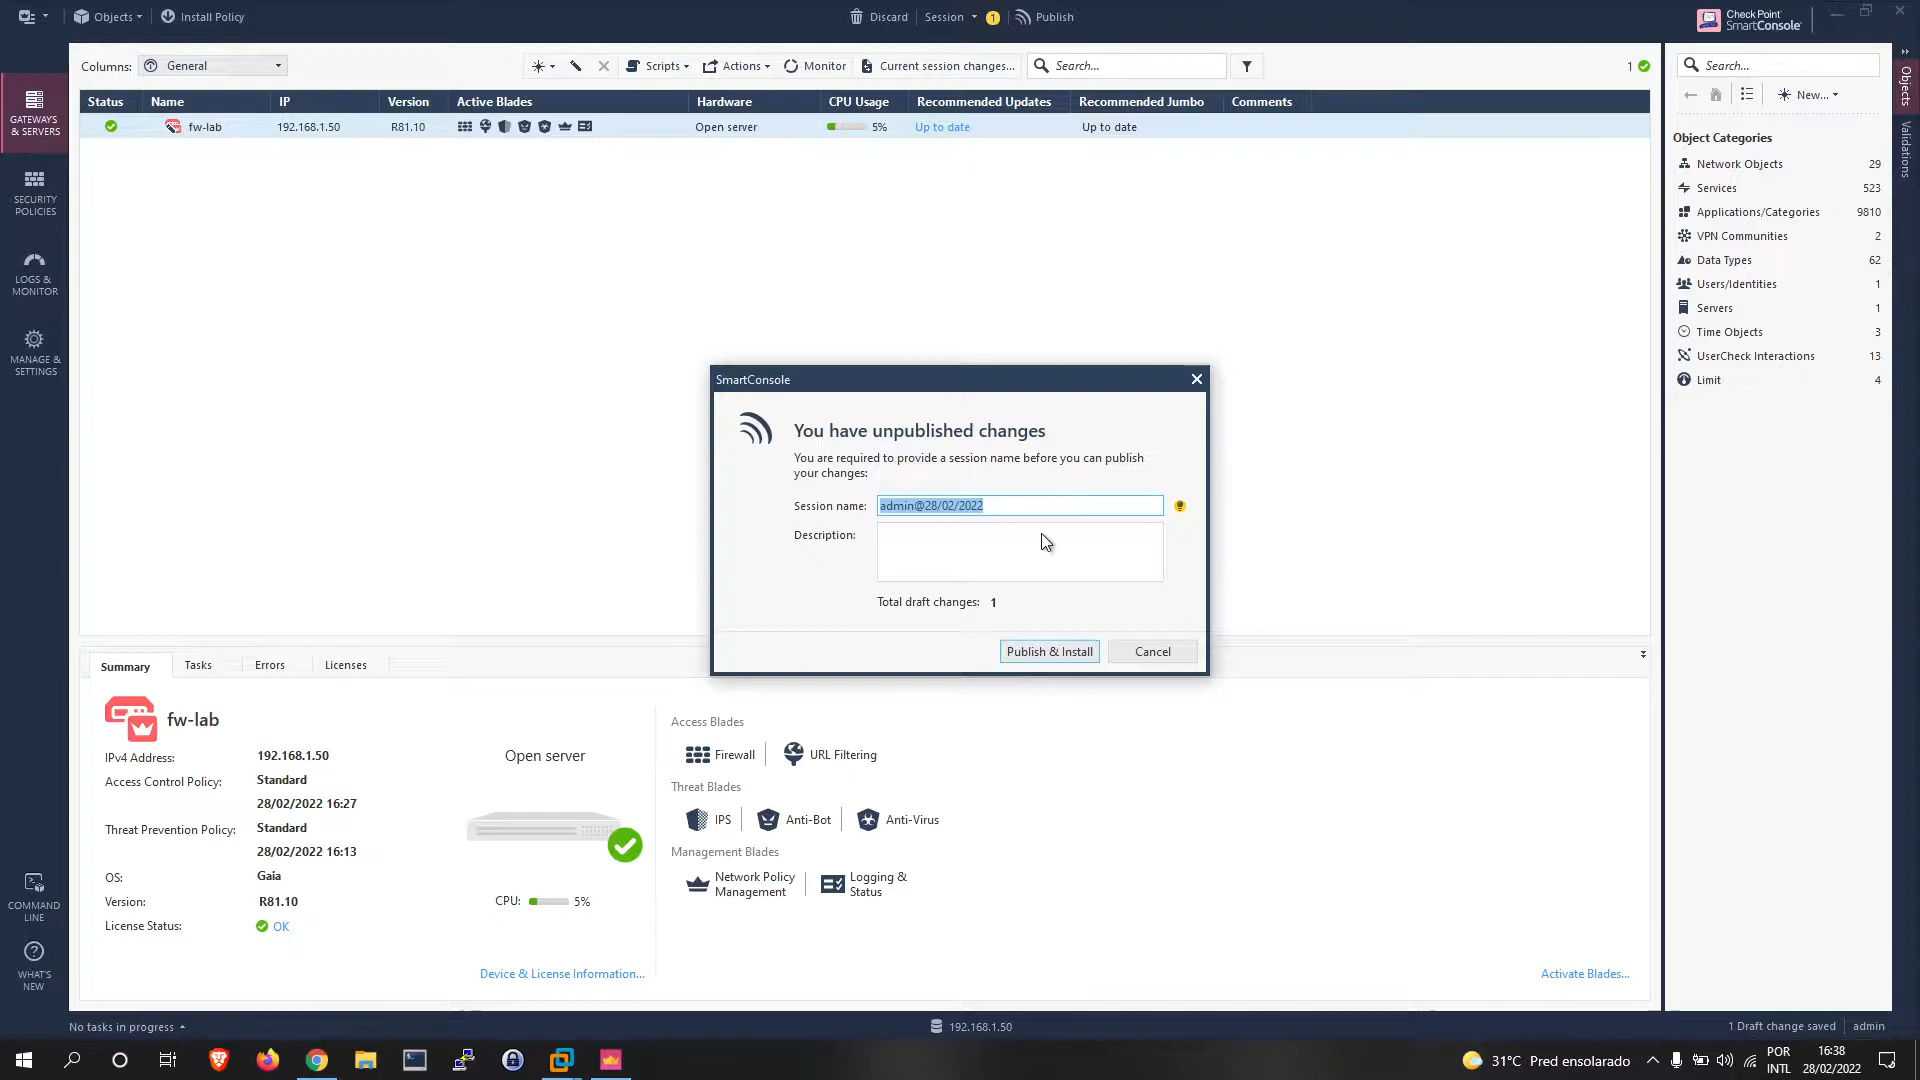 Objects
Install Policy
Discard
Session
1
Publish
Check Point
SmartConsole
GATEWAYS
& SERVERS
SECURITY
POLICIES
LOGS &
MONITOR
MANAGE &
SETTINGS
COMMAND
LINE
WHAT'S
NEW
Columns:
General
Scripts
Actions
Monitor
Current session changes...
Search...
1
Status
Name
IP
Version
Active Blades
Hardware
CPU Usage
Recommended Updates
Recommended Jumbo
Comments
fw-lab
192.168.1.50
R81.10
Open server
5%
Up to date
Up to date
SmartConsole
You have unpublished changes
You are required to provide a session name before you can publish
your changes:
Session name:
admin@28/02/2022
Description:
Total draft changes: 1
Publish & Install
Cancel
Summary
Tasks
Errors
Licenses
fw-lab
IPv4 Address:
192.168.1.50
Access Control Policy:
Standard
28/02/2022 16:27
Threat Prevention Policy:
Standard
28/02/2022 16:13
OS:
Gaia
Version:
R81.10
License Status:
OK
Open server
CPU:
5%
Device & License Information...
Access Blades
Firewall
URL Filtering
Threat Blades
IPS
Anti-Bot
Anti-Virus
Management Blades
Network Policy
Management
Logging &
Status
Activate Blades...
Search...
New...
Object Categories
Network Objects 29
Services 523
Applications/Categories 9810
VPN Communities 2
Data Types 62
Users/Identities 1
Servers 1
Time Objects 3
UserCheck Interactions 13
Limit 4
Objects
Validations
No tasks in progress
192.168.1.50
1 Draft change saved
admin
31°C Pred ensolarado
POR
INTL
16:38
28/02/2022